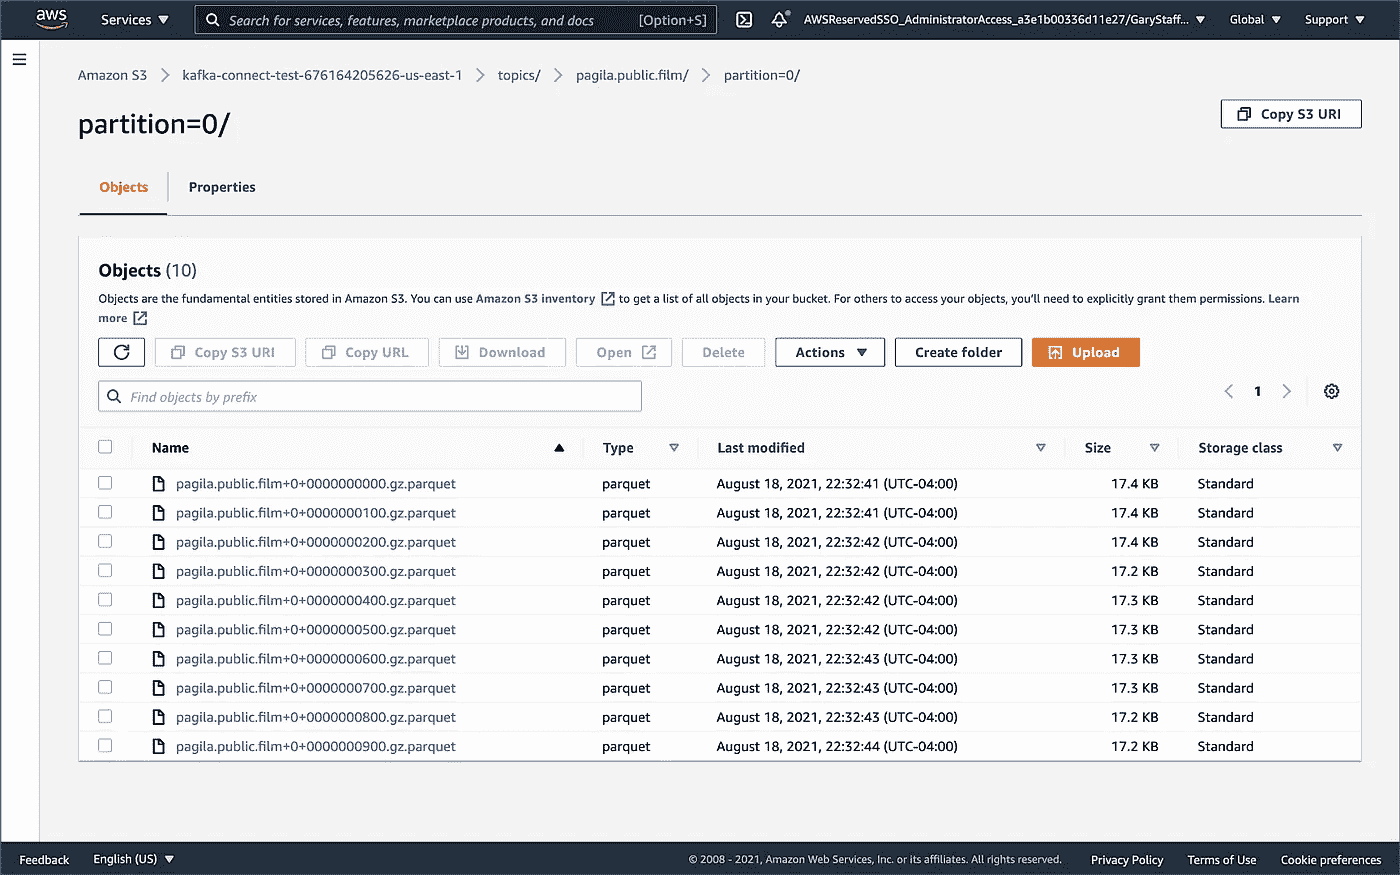 aws Services Search for services, features, marketplace products, and docs [Option+S] AWSReservedSSO_AdministratorAccess_a3e1b00336d11e27/GaryStaff... Global Support
Amazon S3 kafka-connect-test-676164205626-us-east-1 topics/ pagila.public.film/ partition=0/
partition=0/
Copy S3 URI
Objects Properties
Objects (10)
Objects are the fundamental entities stored in Amazon S3. You can use Amazon S3 inventory to get a list of all objects in your bucket. For others to access your objects, you'll need to explicitly grant them permissions. Learn
more
Copy S3 URI Copy URL Download Open Delete Actions Create folder Upload
Find objects by prefix 1
Name Type Last modified Size Storage class
pagila.public.film+0+0000000000.gz.parquet parquet August 18, 2021, 22:32:41 (UTC-04:00) 17.4 KB Standard
pagila.public.film+0+0000000100.gz.parquet parquet August 18, 2021, 22:32:41 (UTC-04:00) 17.4 KB Standard
pagila.public.film+0+0000000200.gz.parquet parquet August 18, 2021, 22:32:42 (UTC-04:00) 17.4 KB Standard
pagila.public.film+0+0000000300.gz.parquet parquet August 18, 2021, 22:32:42 (UTC-04:00) 17.2 KB Standard
pagila.public.film+0+0000000400.gz.parquet parquet August 18, 2021, 22:32:42 (UTC-04:00) 17.3 KB Standard
pagila.public.film+0+0000000500.gz.parquet parquet August 18, 2021, 22:32:42 (UTC-04:00) 17.3 KB Standard
pagila.public.film+0+0000000600.gz.parquet parquet August 18, 2021, 22:32:43 (UTC-04:00) 17.3 KB Standard
pagila.public.film+0+0000000700.gz.parquet parquet August 18, 2021, 22:32:43 (UTC-04:00) 17.3 KB Standard
pagila.public.film+0+0000000800.gz.parquet parquet August 18, 2021, 22:32:43 (UTC-04:00) 17.2 KB Standard
pagila.public.film+0+0000000900.gz.parquet parquet August 18, 2021, 22:32:44 (UTC-04:00) 17.2 KB Standard
Feedback English (US) © 2008 - 2021, Amazon Web Services, Inc. or its affiliates. All rights reserved. Privacy Policy Terms of Use Cookie preferences